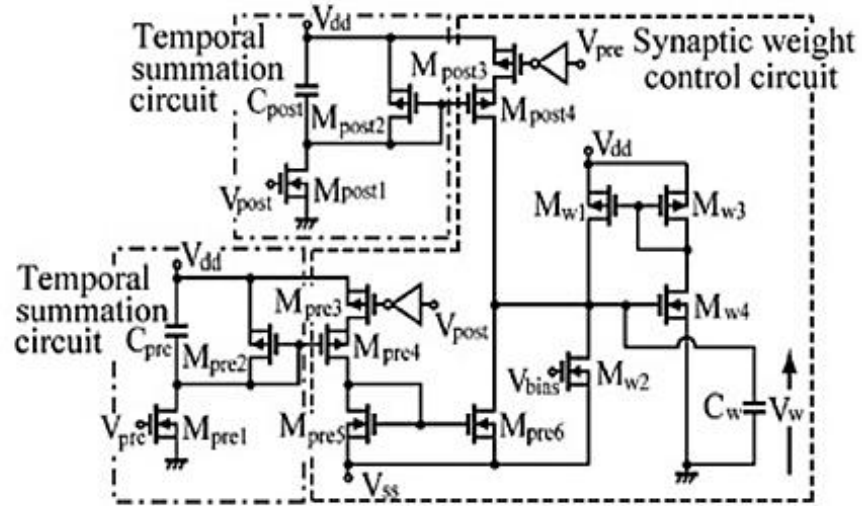 Temporal
summation
circuit
Vdd
Cpost
Mpost2
Vpost
Mpost1
Mpost3
Vpre
Mpost4
Synaptic weight
control circuit
Vdd
Mw1
Mw3
Mw4
Vbias
Mw2
Cw
Vw
Temporal
summation
circuit
Vdd
Cpre
Mpre2
Vpre
Mpre1
Mpre3
Vpost
Mpre4
Mpre5
Mpre6
Vss